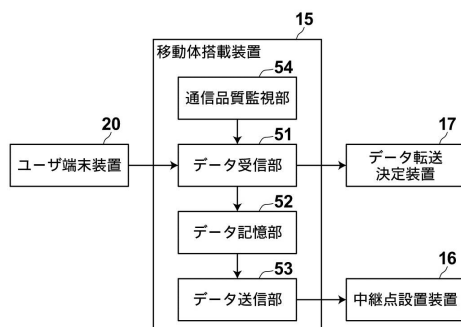 15
移動体搭載装置
54
通信品質監視部
20
ユーザ端末装置
51
データ受信部
17
データ転送
決定装置
52
データ記憶部
53
データ送信部
16
中継点設置装置